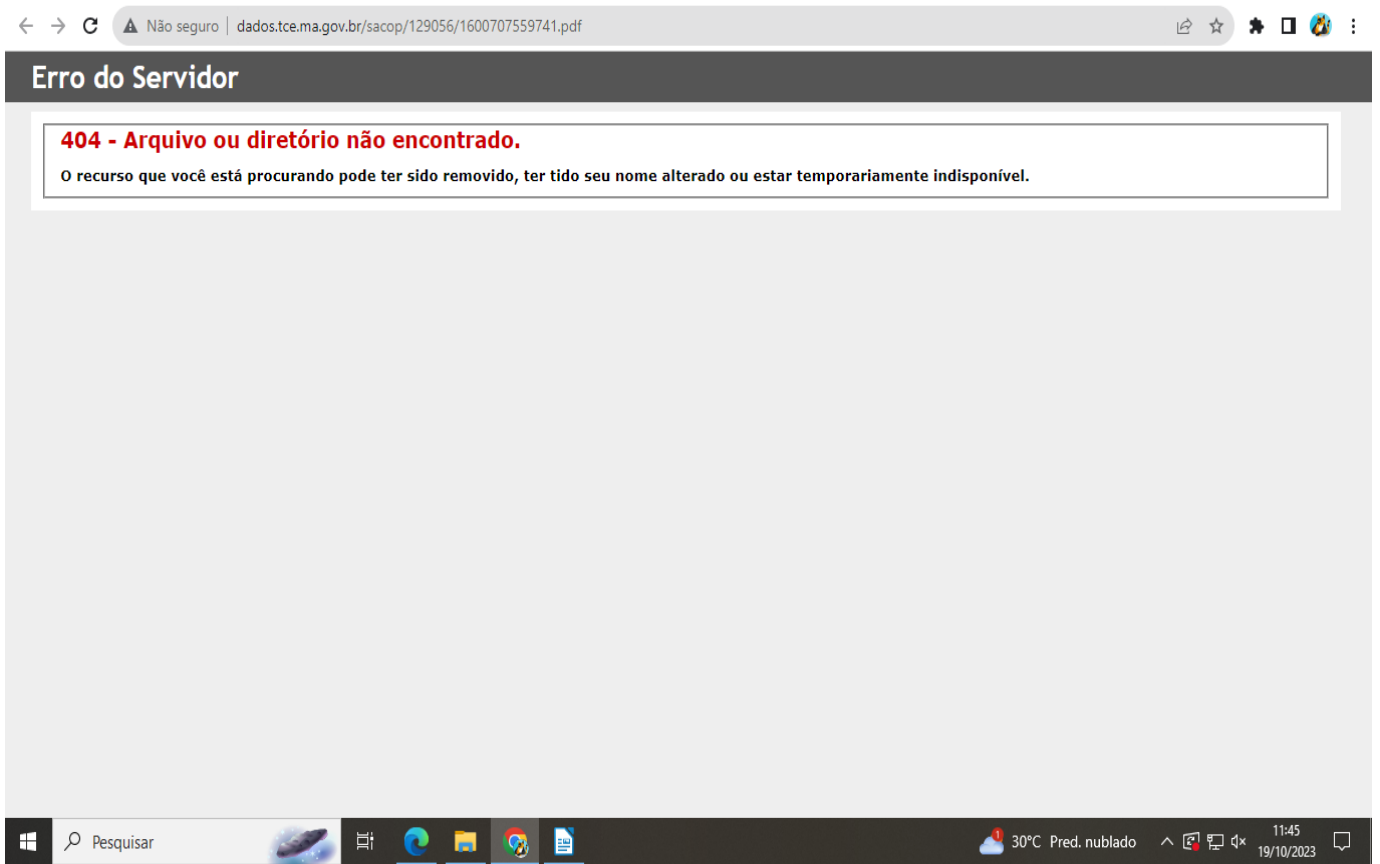 Não seguro | dados.tce.ma.gov.br/sacop/129056/1600707559741.pdf
Erro do Servidor
404 - Arquivo ou diretório não encontrado.
O recurso que você está procurando pode ter sido removido, ter tido seu nome alterado ou estar temporariamente indisponível.
Pesquisar
1
30°C Pred. nublado
11:45
19/10/2023